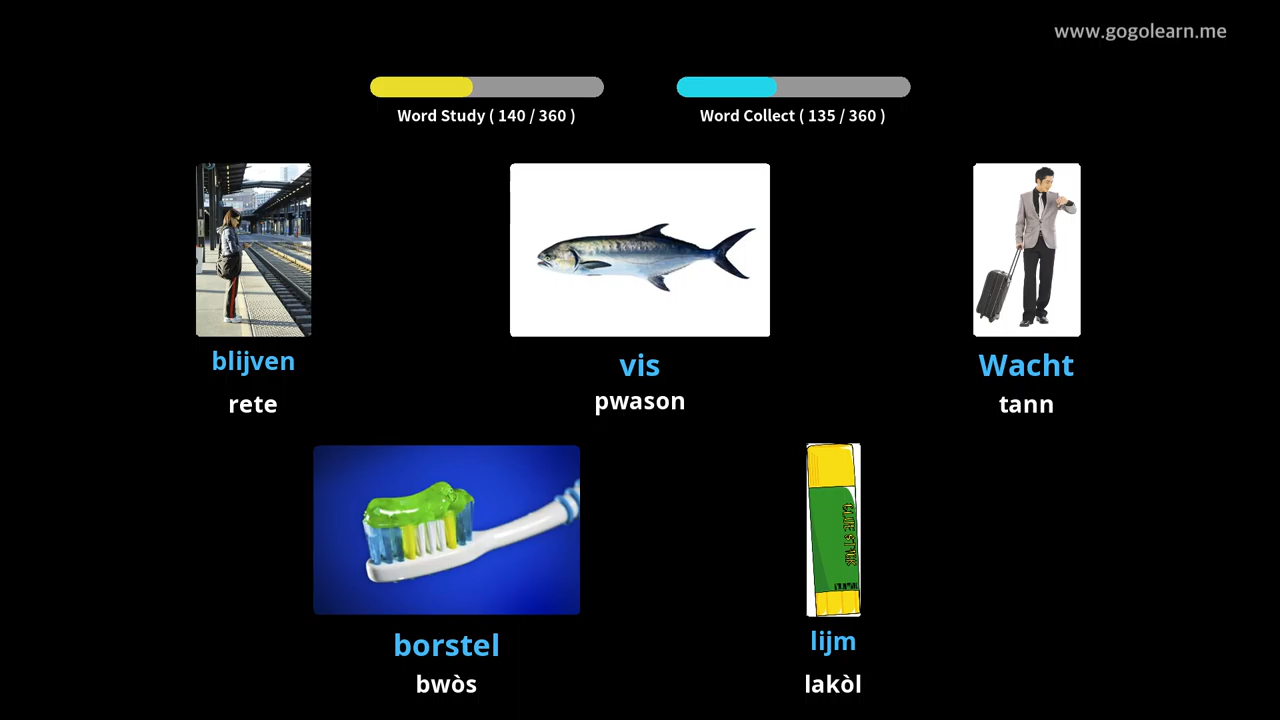 www.gogolearn.me
Word Study ( 140 / 360 )
Word Collect ( 135 / 360 )
blijven
rete
vis
pwason
Wacht
tann
borstel
bwòs
lijm
lakòl